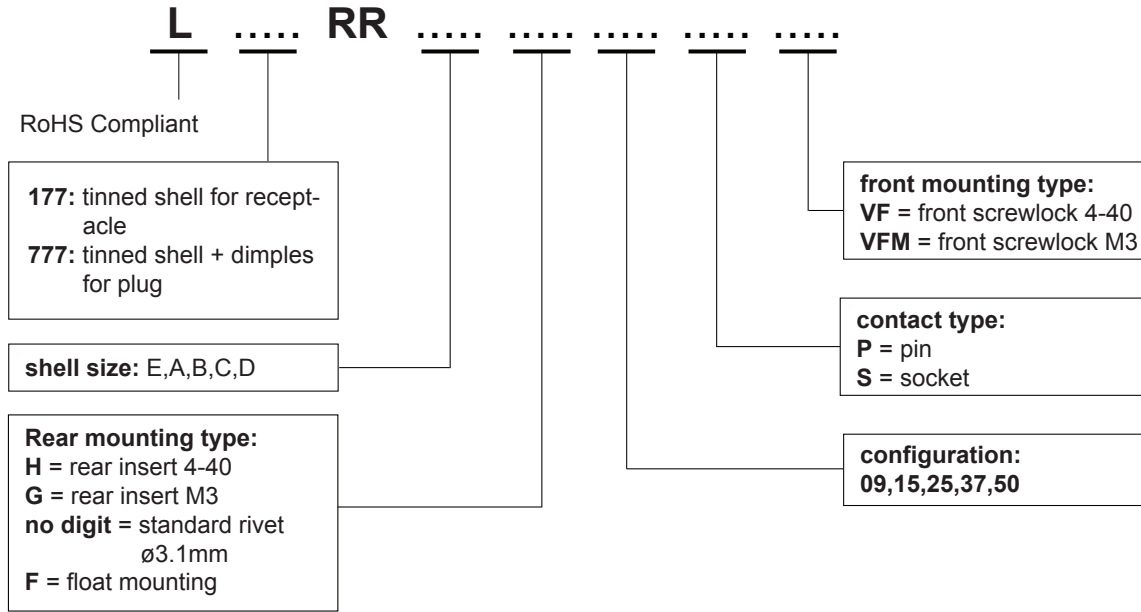 L ..... RR ..... ..... ..... ..... .....
RoHS Compliant
177: tinned shell for recept-
acle
777: tinned shell + dimples
for plug
shell size: E,A,B,C,D
Rear mounting type:
H = rear insert 4-40
G = rear insert M3
no digit = standard rivet
ø3.1mm
F = float mounting
front mounting type:
VF = front screwlock 4-40
VFM = front screwlock M3
contact type:
P = pin
S = socket
configuration:
09,15,25,37,50